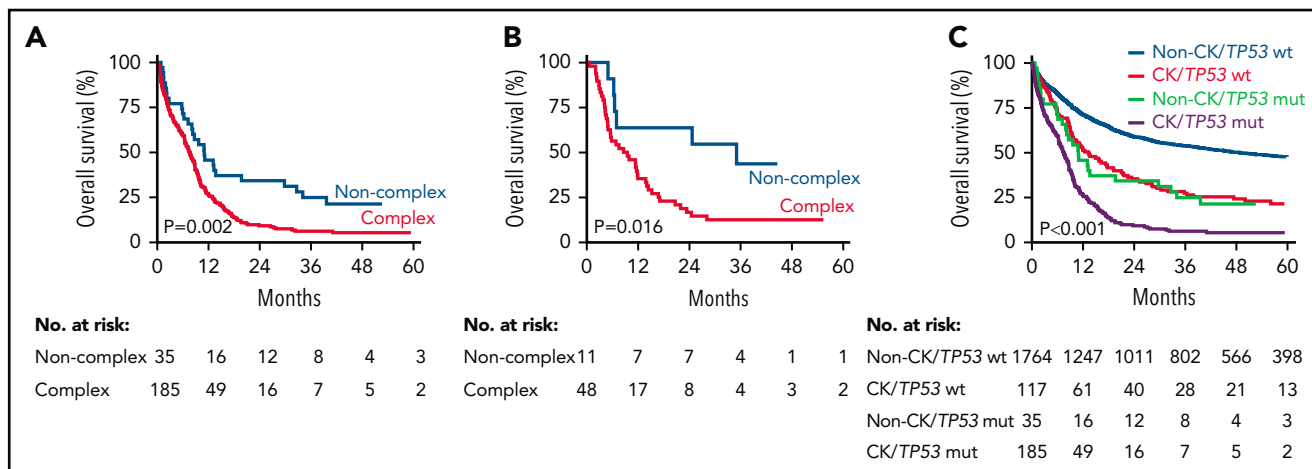 A
Overall survival (%)
100
75
50
25
0
Non-complex
Complex
P=0.002
0 12 24 36 48 60
Months
No. at risk:
Non-complex 35 16 12 8 4 3
Complex 185 49 16 7 5 2
B
Overall survival (%)
100
75
50
25
0
Non-complex
Complex
P=0.016
0 12 24 36 48 60
Months
No. at risk:
Non-complex 11 7 7 4 1 1
Complex 48 17 8 4 3 2
C
Overall survival (%)
100
75
50
25
0
Non-CK/TP53 wt
CK/TP53 wt
Non-CK/TP53 mut
CK/TP53 mut
P<0.001
0 12 24 36 48 60
Months
No. at risk:
Non-CK/TP53 wt 1764 1247 1011 802 566 398
CK/TP53 wt 117 61 40 28 21 13
Non-CK/TP53 mut 35 16 12 8 4 3
CK/TP53 mut 185 49 16 7 5 2